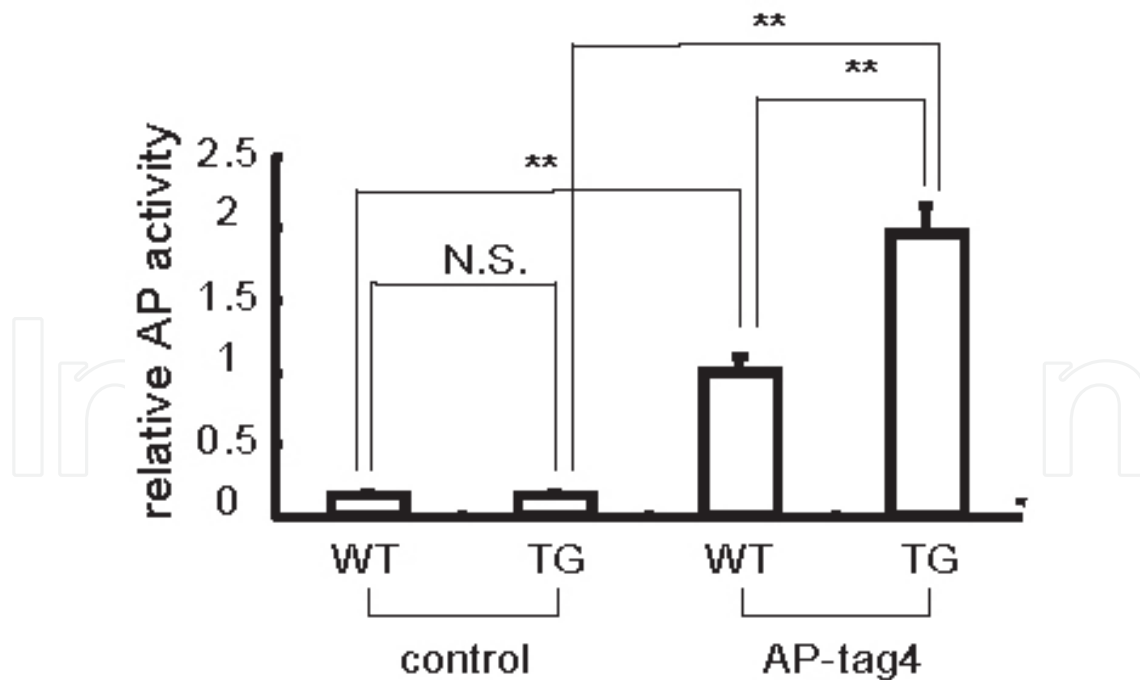 **
**
2.5
**
2
N.S.
1.5
1
0.5
0
relative AP activity
WT TG WT TG
control AP-tag4